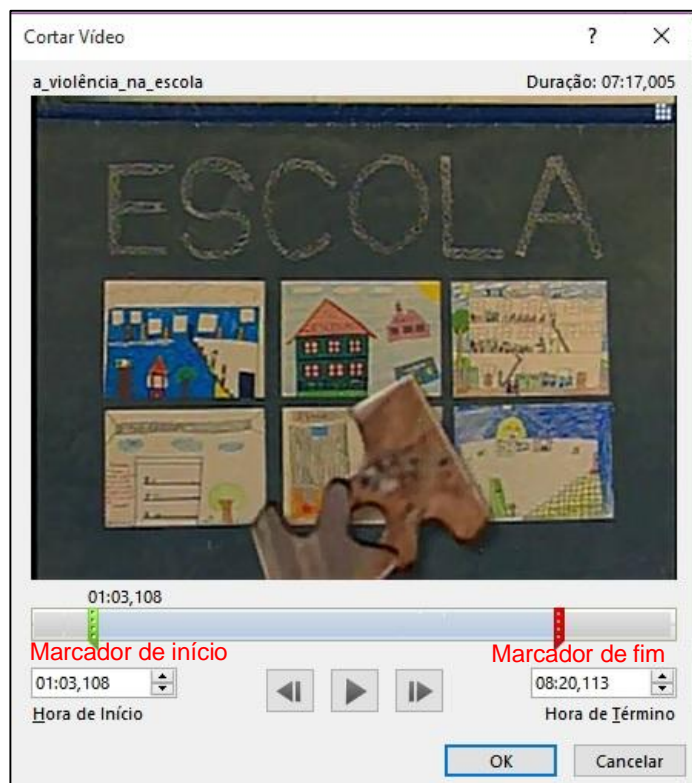 Cortar Vídeo ? X
a_violência_na_escola Duração: 07:17,005
ESCOLA
01:03,108
Marcador de início Marcador de fim
01:03,108 08:20,113
Hora de Início Hora de Término
OK Cancelar